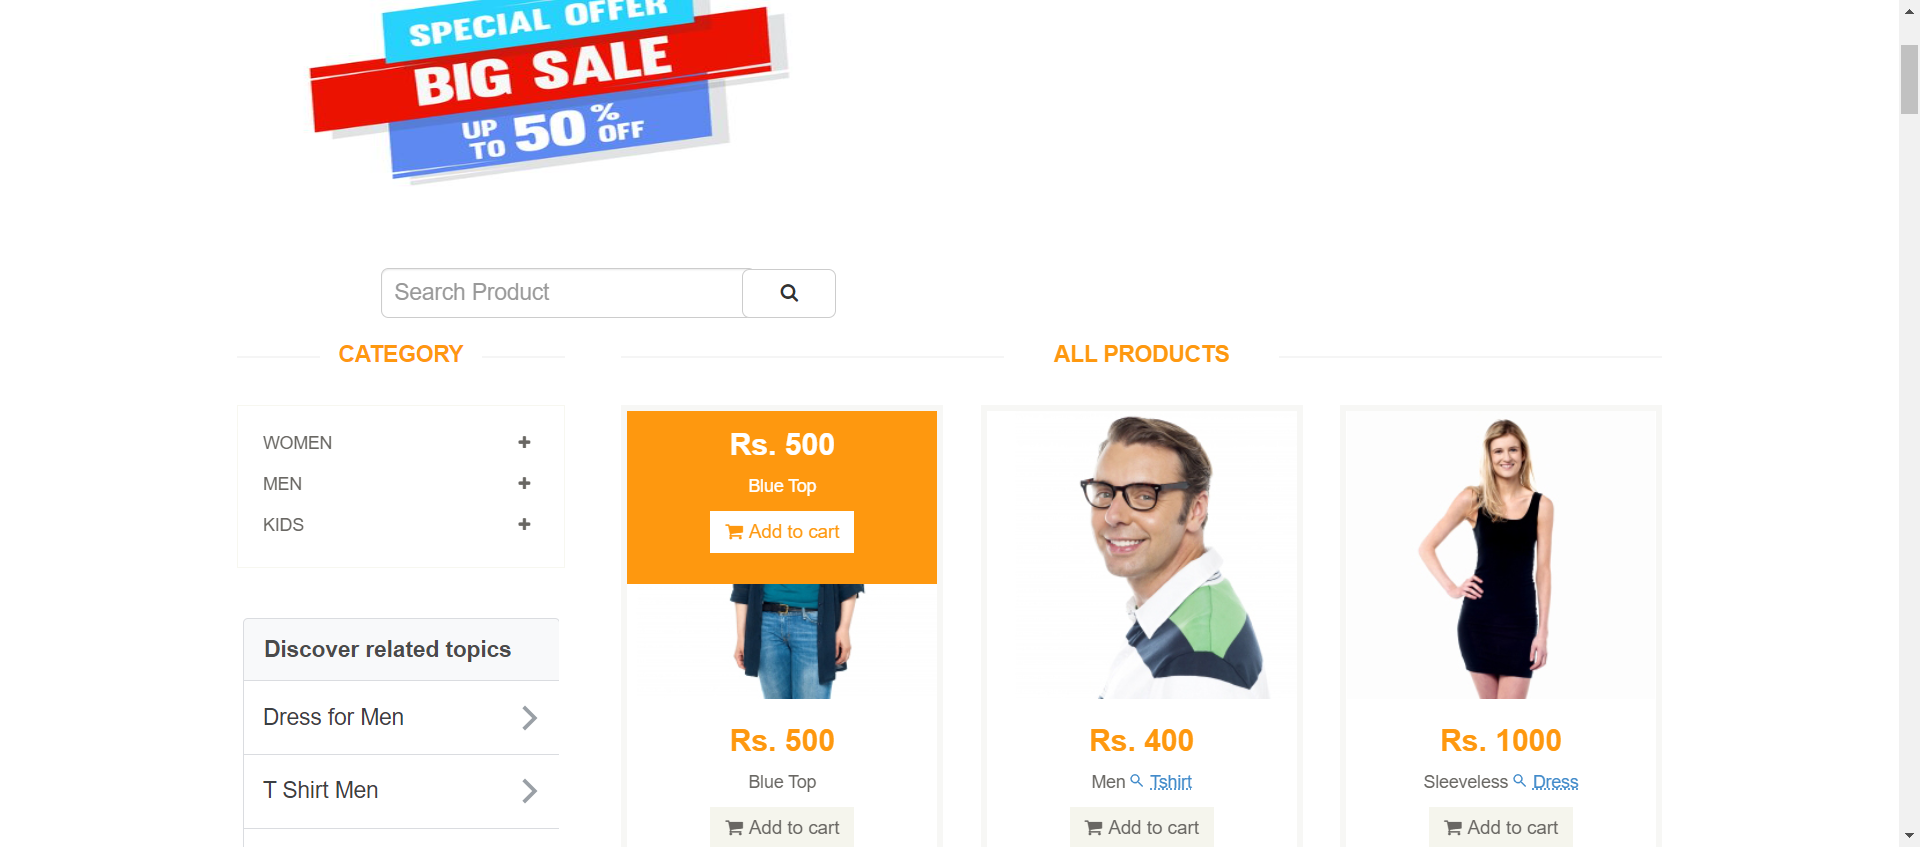 SPECIAL OFFER
BIG SALE
UP TO 50% OFF
Search Product
CATEGORY
WOMEN
MEN
KIDS
Discover related topics
Dress for Men
T Shirt Men
ALL PRODUCTS
Rs. 500
Blue Top
Add to cart
Rs. 500
Blue Top
Add to cart
Rs. 400
Men Tshirt
Add to cart
Rs. 1000
Sleeveless Dress
Add to cart